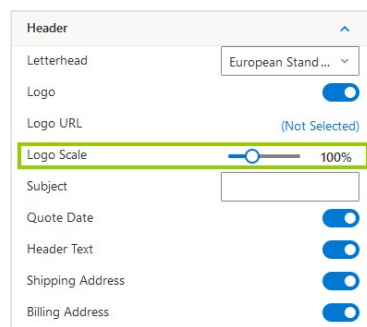 Header
Letterhead European Stand...
Logo
Logo URL (Not Selected)
Logo Scale 100%
Subject
Quote Date
Header Text
Shipping Address
Billing Address